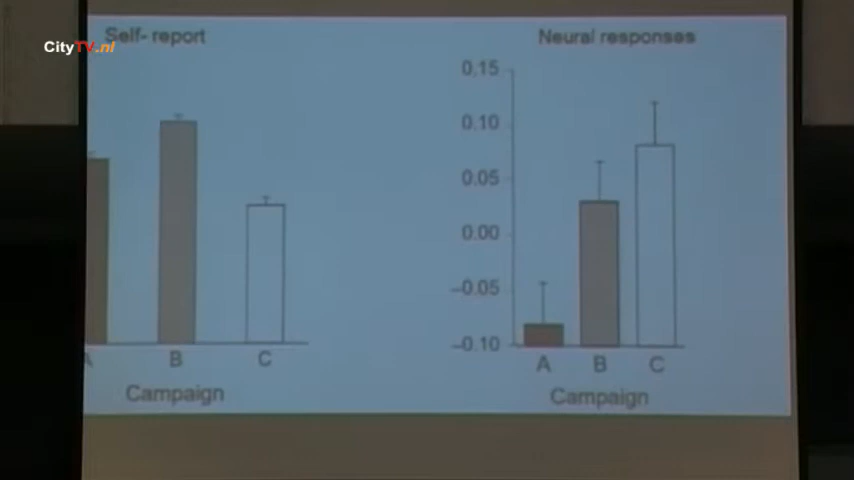 CityTV.nl
Self- report
A
B
C
Campaign
Neural responses
0,15
0.10
0.05
0.00
–0.05
–0.10
A
B
C
Campaign